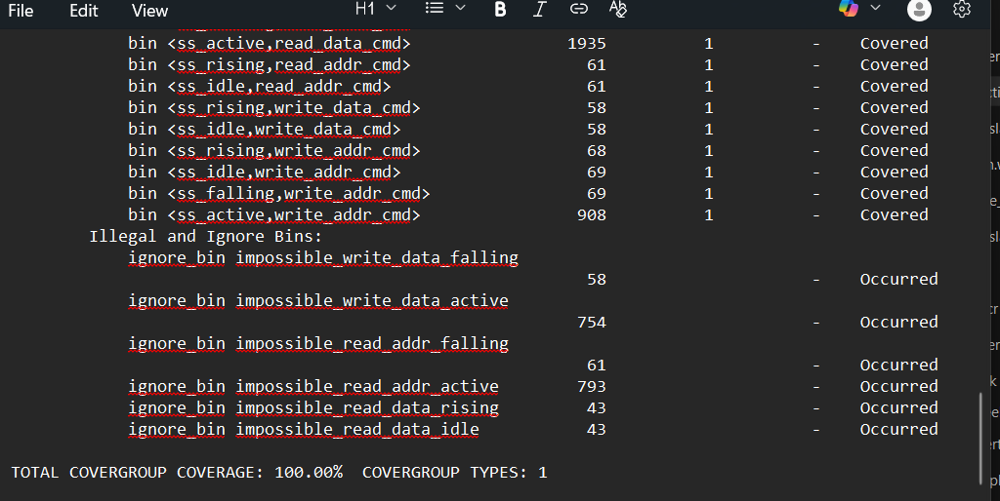 File Edit View H1 B I
bin <ss_active,read_data_cmd> 1935 1 - Covered
bin <ss_rising,read_addr_cmd> 61 1 - Covered
bin <ss_idle,read_addr_cmd> 61 1 - Covered
bin <ss_rising,write_data_cmd> 58 1 - Covered
bin <ss_idle,write_data_cmd> 58 1 - Covered
bin <ss_rising,write_addr_cmd> 68 1 - Covered
bin <ss_idle,write_addr_cmd> 69 1 - Covered
bin <ss_falling,write_addr_cmd> 69 1 - Covered
bin <ss_active,write_addr_cmd> 908 1 - Covered
Illegal and Ignore Bins:
ignore_bin impossible_write_data_falling
58 - Occurred
ignore_bin impossible_write_data_active
754 - Occurred
ignore_bin impossible_read_addr_falling
61 - Occurred
ignore_bin impossible_read_addr_active 793 - Occurred
ignore_bin impossible_read_data_rising 43 - Occurred
ignore_bin impossible_read_data_idle 43 - Occurred
TOTAL COVERGROUP COVERAGE: 100.00% COVERGROUP TYPES: 1